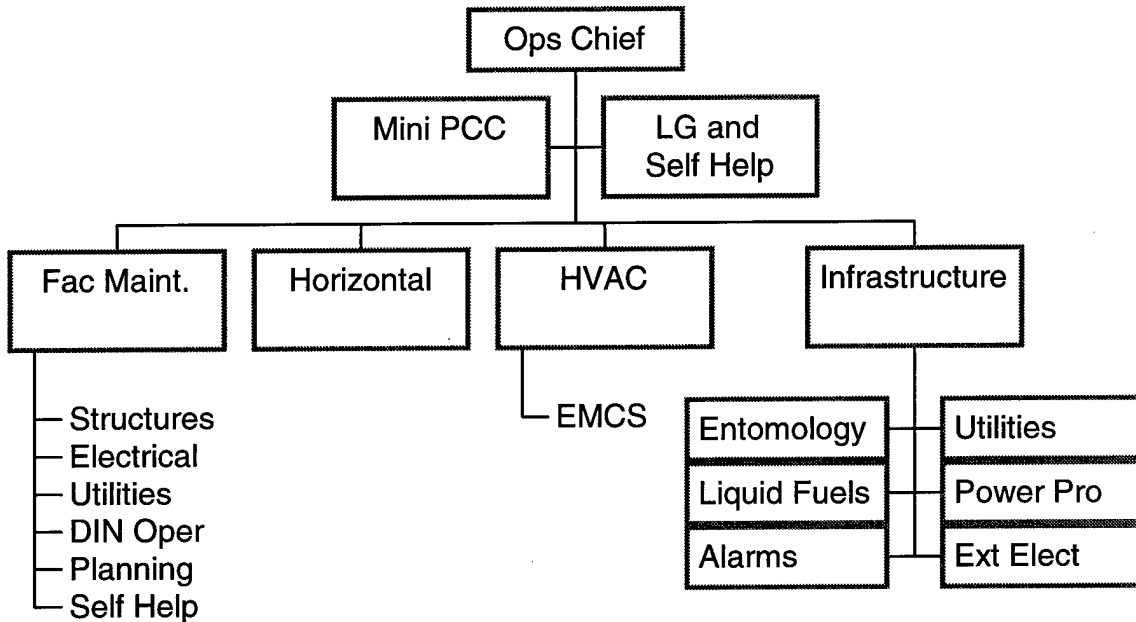 Ops Chief
Mini PCC
LG and
Self Help
Fac Maint.
Horizontal
HVAC
Infrastructure
Structures
Electrical
Utilities
DIN Oper
Planning
Self Help
EMCS
Entomology
Utilities
Liquid Fuels
Power Pro
Alarms
Ext Elect